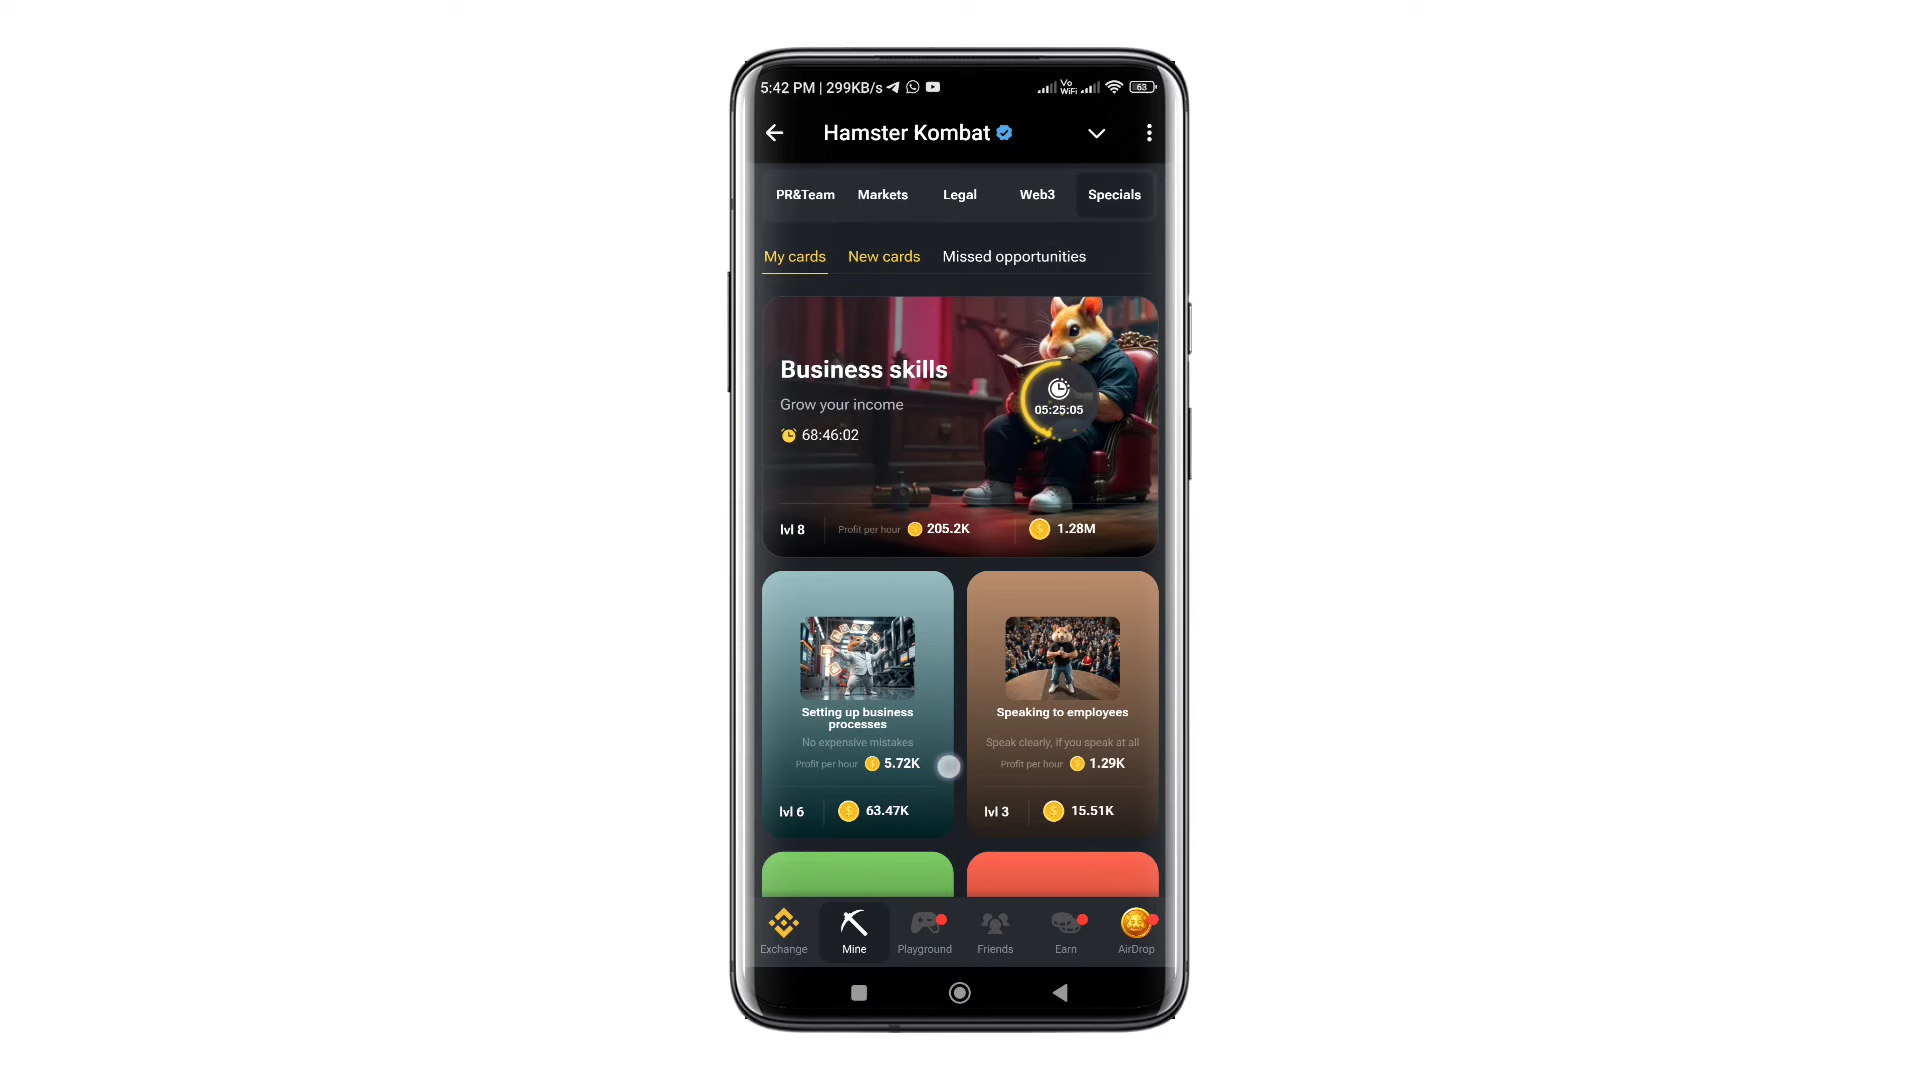 5:42 PM | 299KB/s
Vo
WiFi
63
Hamster Kombat
PR&Team Markets Legal Web3 Specials
My cards New cards Missed opportunities
Business skills
Grow your income
68:46:02
05:25:05
lvl 8 Profit per hour 205.2K 1.28M
Setting up business
processes
No expensive mistakes
Profit per hour 5.72K
lvl 6 63.47K
Speaking to employees
Speak clearly, if you speak at all
Profit per hour 1.29K
lvl 3 15.51K
Exchange Mine Playground Friends Earn AirDrop